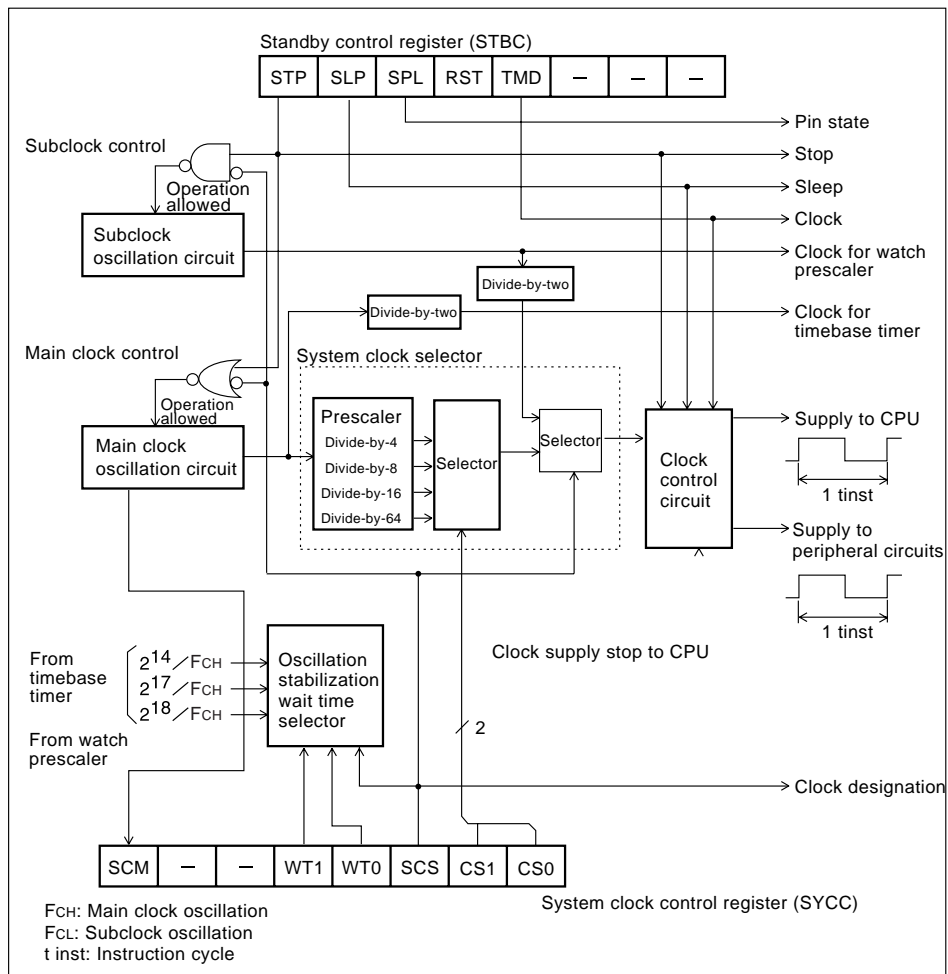 Standby control register (STBC)
STP SLP SPL RST TMD — — —
Pin state
Subclock control
Stop
Operation
allowed
Sleep
Clock
Subclock
oscillation circuit
Clock for watch
prescaler
Divide-by-two
Divide-by-two
Clock for
timebase timer
Main clock control
System clock selector
Operation
allowed
Main clock
oscillation circuit
Prescaler
Divide-by-4
Divide-by-8
Divide-by-16
Divide-by-64
Selector
Selector
Clock
control
circuit
Supply to CPU
1 tinst
Supply to
peripheral circuits
1 tinst
From
timebase
timer
2^14/FCH
2^17/FCH
2^18/FCH
From watch
prescaler
Oscillation
stabilization
wait time
selector
Clock supply stop to CPU
2
Clock designation
SCM — — WT1 WT0 SCS CS1 CS0
System clock control register (SYCC)
FCH: Main clock oscillation
FCL: Subclock oscillation
t inst: Instruction cycle